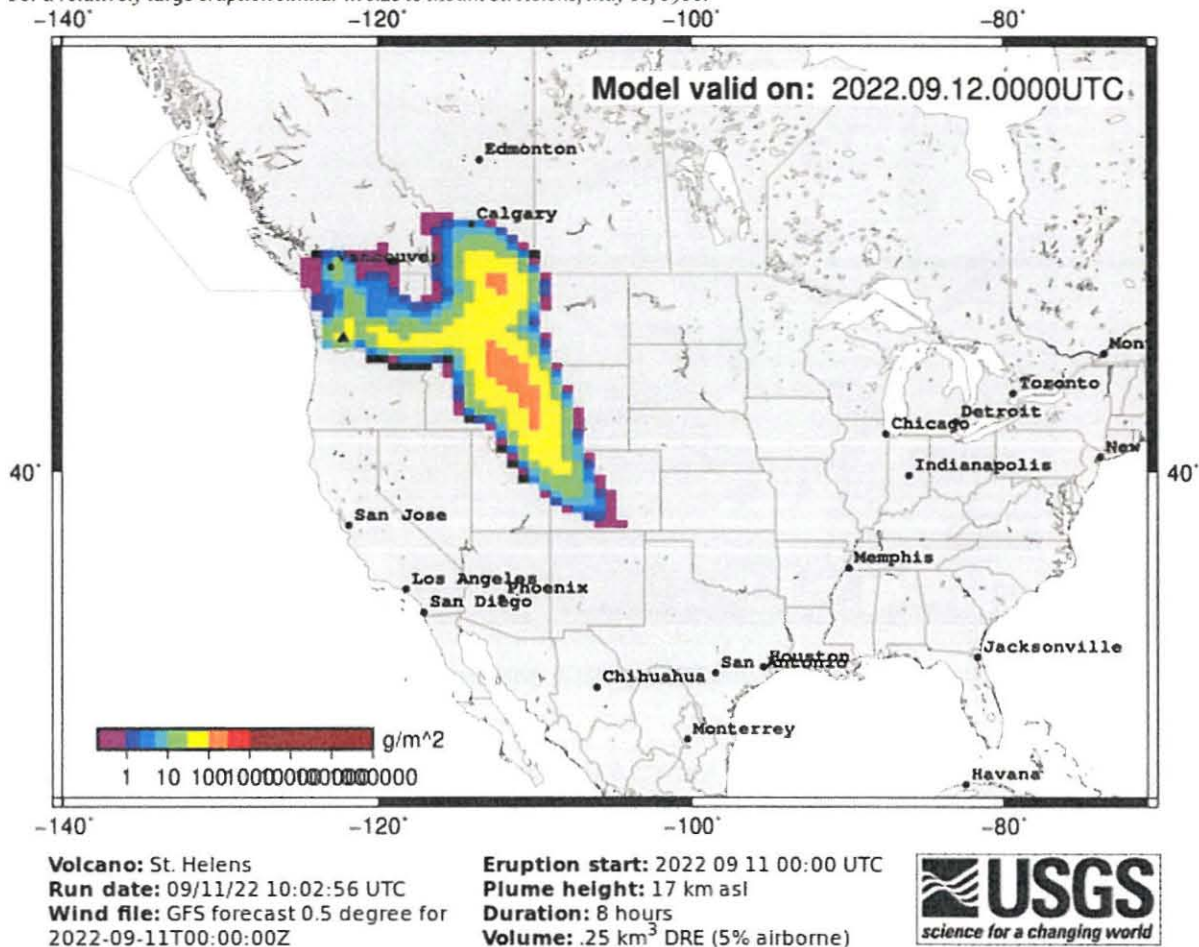 −140˚ −120˚ −100˚ −80˚
Model valid on: 2022.09.12.0000UTC
Edmonton
Calgary
Vancouver
Mon
Toronto
Detroit
Chicago
New
40˚ 40˚
Indianapolis
San Jose
Memphis
Los Angeles
Phoenix
San Diego
Jacksonville
Houston
San Antonio
Chihuahua
Monterrey
g/m^2
1 10 100
Havana
−140˚ −120˚ −100˚ −80˚
Volcano: St. Helens
Run date: 09/11/22 10:02:56 UTC
Wind file: GFS forecast 0.5 degree for
2022-09-11T00:00:00Z
Eruption start: 2022 09 11 00:00 UTC
Plume height: 17 km asl
Duration: 8 hours
Volume: .25 km³ DRE (5% airborne)
USGS
science for a changing world